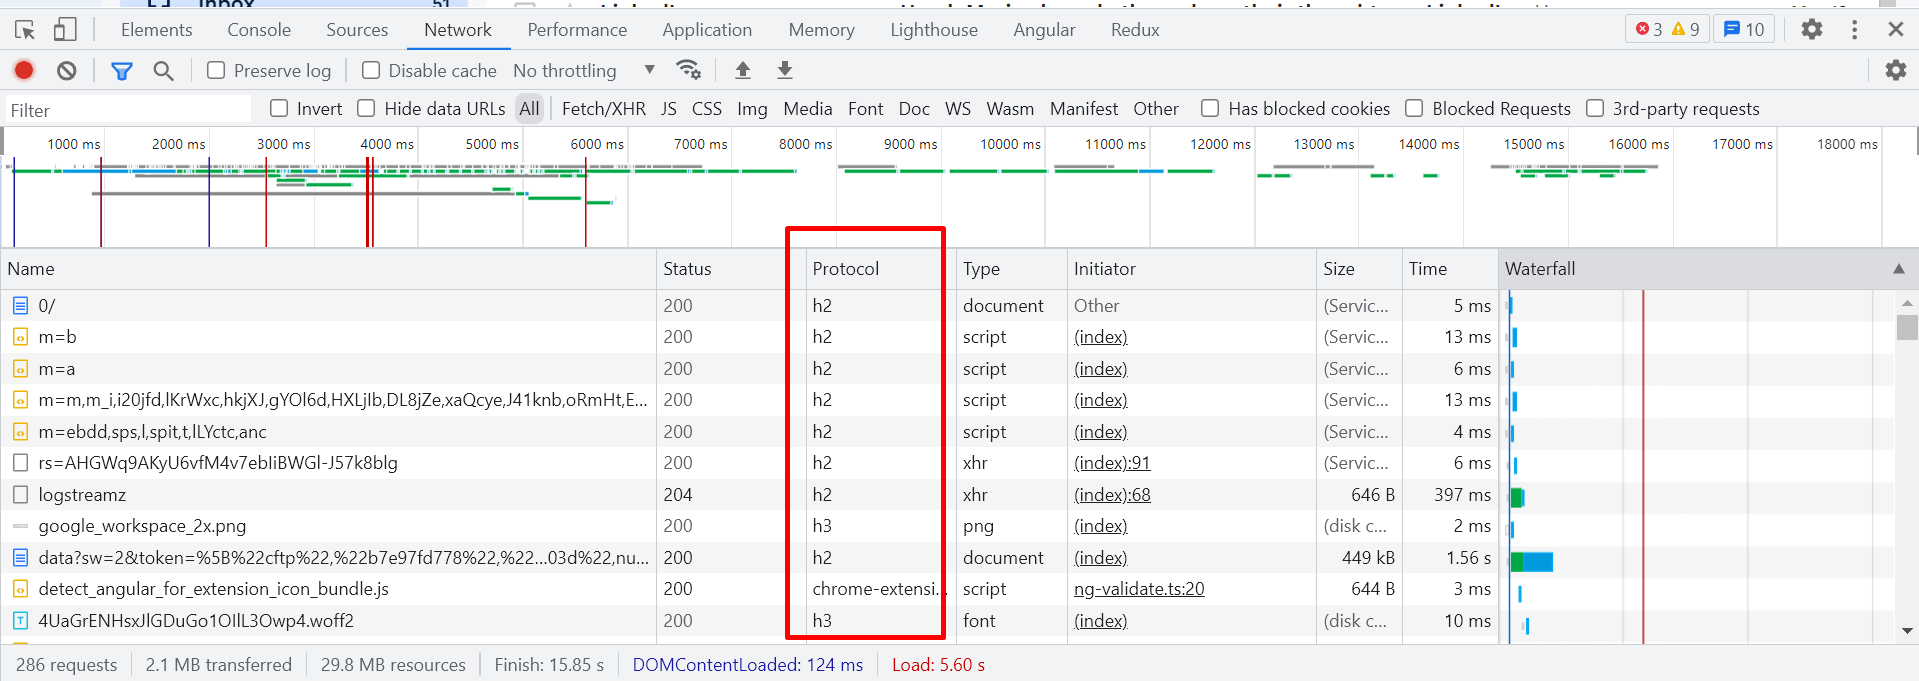 Inbox 51
Elements Console Sources Network Performance Application Memory Lighthouse Angular Redux 3 9 10
Preserve log Disable cache No throttling
Filter Invert Hide data URLs All Fetch/XHR JS CSS Img Media Font Doc WS Wasm Manifest Other Has blocked cookies Blocked Requests 3rd-party requests
1000 ms 2000 ms 3000 ms 4000 ms 5000 ms 6000 ms 7000 ms 8000 ms 9000 ms 10000 ms 11000 ms 12000 ms 13000 ms 14000 ms 15000 ms 16000 ms 17000 ms 18000 ms
Name Status Protocol Type Initiator Size Time Waterfall
0/ 200 h2 document Other (Servic... 5 ms
m=b 200 h2 script (index) (Servic... 13 ms
m=a 200 h2 script (index) (Servic... 6 ms
m=m,m_i,i20jfd,lKrWxc,hkjXJ,gYOl6d,HXLjIb,DL8jZe,xaQcye,J41knb,oRmHt,E... 200 h2 script (index) (Servic... 13 ms
m=ebdd,sps,l,spit,t,lLYctc,anc 200 h2 script (index) (Servic... 4 ms
rs=AHGWq9AKyU6vfM4v7ebIiBWGl-J57k8blg 200 h2 xhr (index):91 (Servic... 6 ms
logstreamz 204 h2 xhr (index):68 646 B 397 ms
google_workspace_2x.png 200 h3 png (index) (disk c... 2 ms
data?sw=2&token=%5B%22cftp%22,%22b7e97fd778%22,%22...03d%22,nu... 200 h2 document (index) 449 kB 1.56 s
detect_angular_for_extension_icon_bundle.js 200 chrome-extensi... script ng-validate.ts:20 644 B 3 ms
4UaGrENHsxJlGDuGo1OIlL3Owp4.woff2 200 h3 font (index) (disk c... 10 ms
286 requests 2.1 MB transferred 29.8 MB resources Finish: 15.85 s DOMContentLoaded: 124 ms Load: 5.60 s